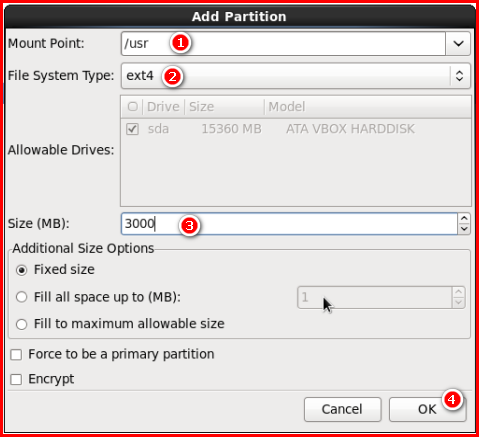 Add Partition
Mount Point: /usr 1
File System Type: ext4 2
Drive Size Model
sda 15360 MB ATA VBOX HARDDISK
Allowable Drives:
Size (MB): 3000 3
Additional Size Options
Fixed size
Fill all space up to (MB): 1
Fill to maximum allowable size
Force to be a primary partition
Encrypt
Cancel OK 4